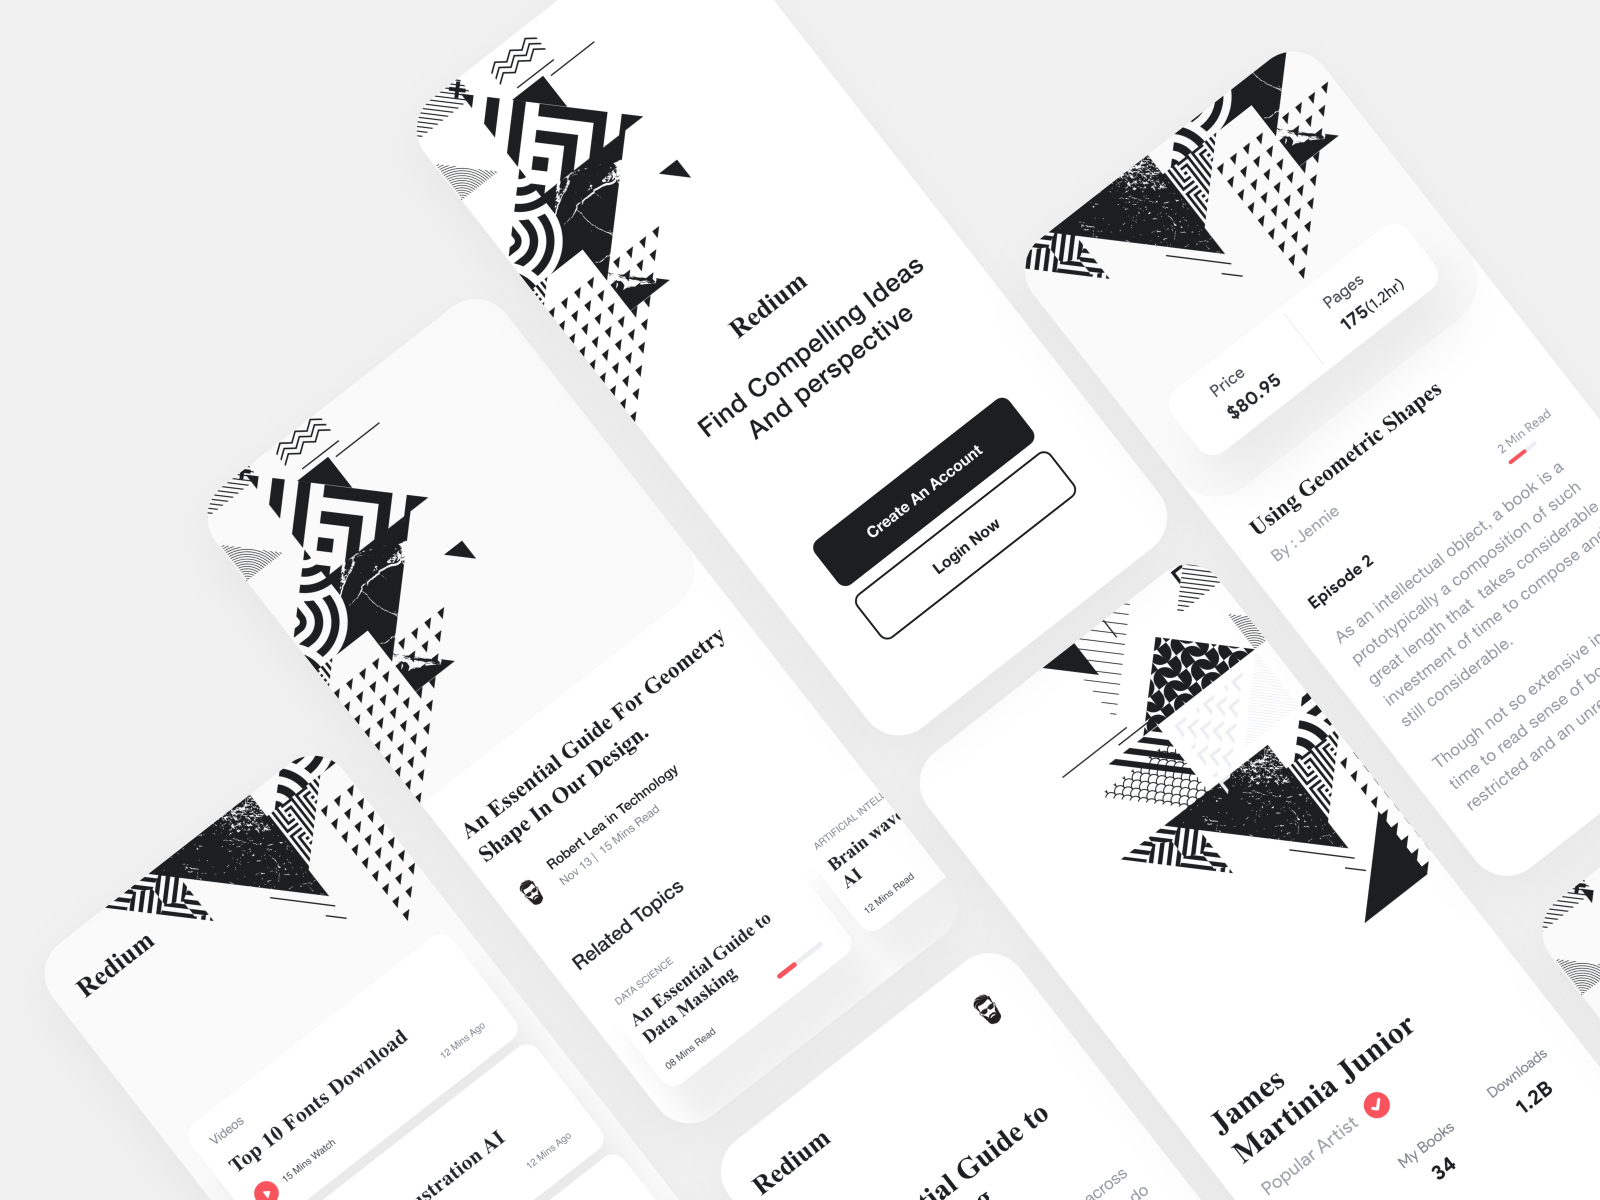 Redium
Find Compelling Ideas
And perspective
Create An Account
Login Now
Price
$80.95
Pages
175(1.2hr)
Using Geometric Shapes
By : Jennie
2 Min Read
Episode 2
As an intellectual object, a book is a
prototypically a composition of such
great length that takes considerable
investment of time to compose and
still considerable.
Though not so extensive in
time to read sense of
restricted and an
An Essential Guide For Geometry
Shape In Our Design.
Robert Lea in Technology
Nov 13 | 15 Mins Read
Related Topics
DATA SCIENCE
An Essential Guide to
Data Masking
08 Mins Read
ARTIFICIAL
Brain
AI
12 Mins Read
Redium
Videos
Top 10 Fonts Download
12 Mins Ago
15 Mins Watch
AI
12 Mins Ago
Redium
Guide to
across
do
James
Martinia Junior
Popular Artist
My Books
34
Downloads
1.2B